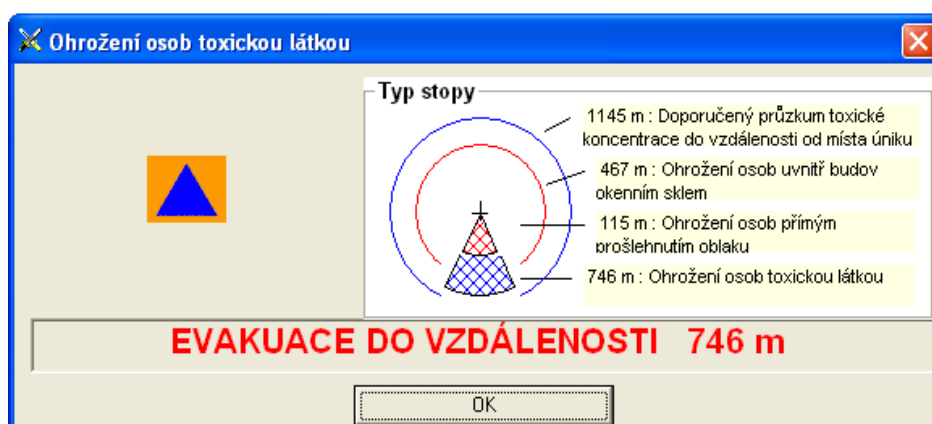 Ohrožení osob toxickou látkou
Typ stopy
1145 m : Doporučený průzkum toxické
koncentrace do vzdálenosti od místa úniku
467 m : Ohrožení osob uvnitř budov
okenním sklem
115 m : Ohrožení osob přímým
prošlehnutím oblaku
746 m : Ohrožení osob toxickou látkou
EVAKUACE DO VZDÁLENOSTI 746 m
OK